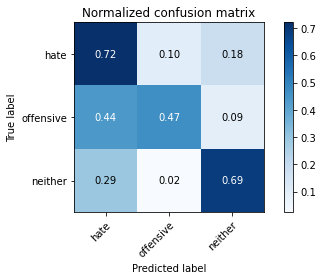 Normalized confusion matrix
True label
hate
0.72 0.10 0.18
offensive
0.44 0.47 0.09
neither
0.29 0.02 0.69
hate
offensive
neither
Predicted label
0.7
0.6
0.5
0.4
0.3
0.2
0.1